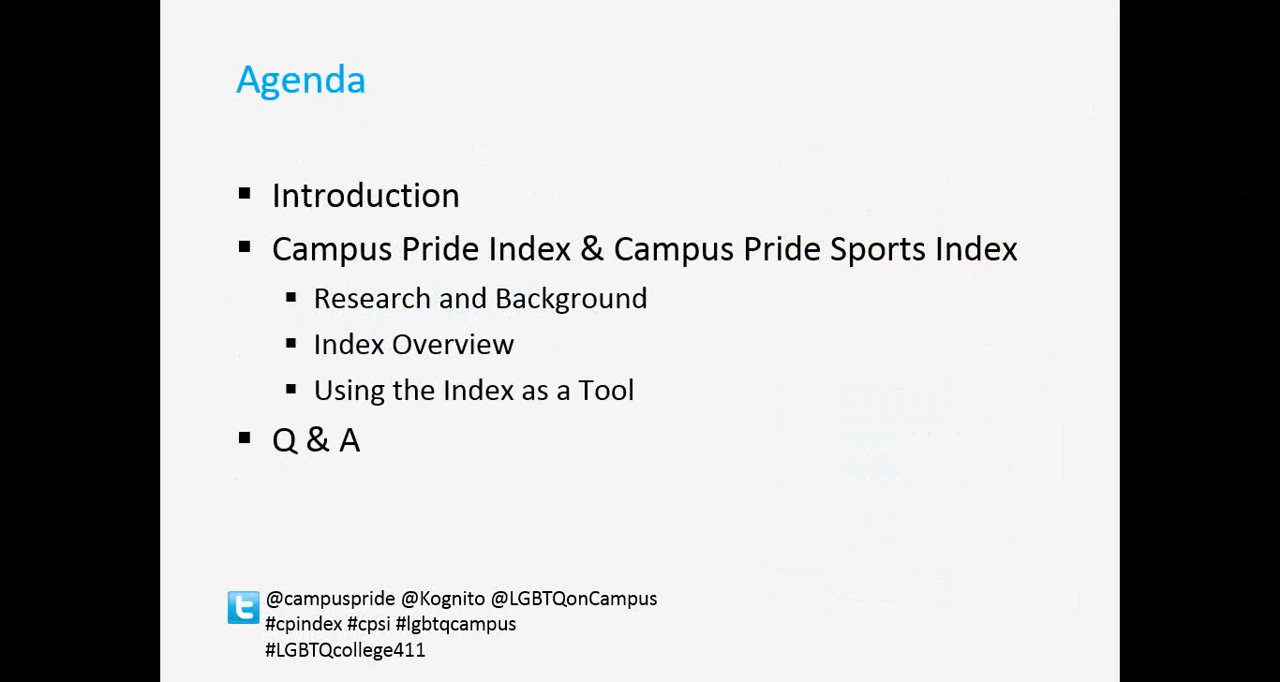 Agenda
▪ Introduction
▪ Campus Pride Index & Campus Pride Sports Index
▪ Research and Background
▪ Index Overview
▪ Using the Index as a Tool
▪ Q & A
@campuspride @Kognito @LGBTQonCampus
#cpindex #cpsi #lgbtqcampus
#LGBTQcollege411